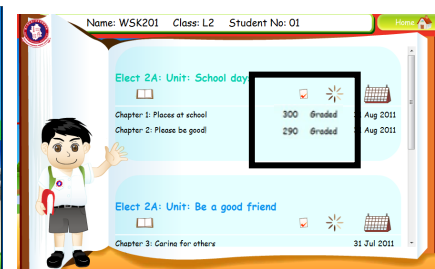 Name: WSK201 Class: L2 Student No: 01
Home
Elect 2A: Unit: School day
Chapter 1: Places at school 300 Graded Aug 2011
Chapter 2: Please be good! 290 Graded Aug 2011
Elect 2A: Unit: Be a good friend
Chapter 3: Caring for others 31 Jul 2011